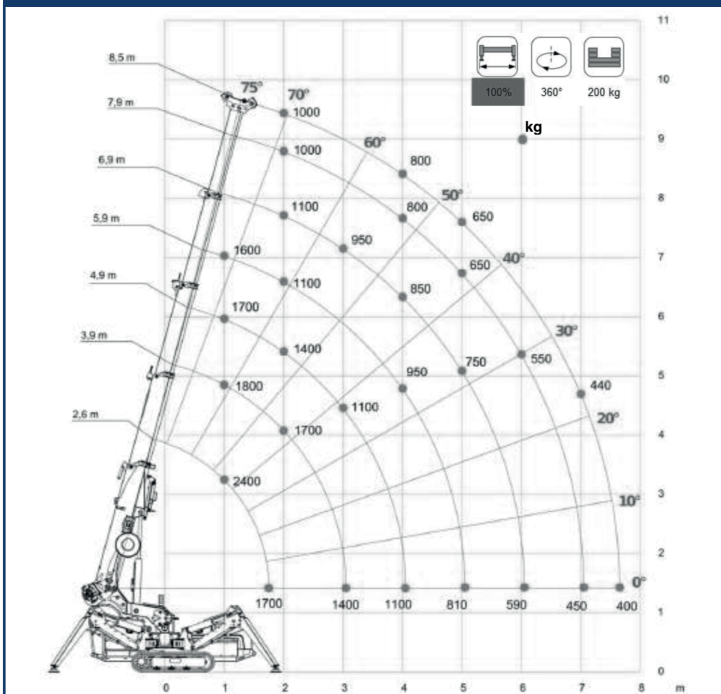 11
8,5 m 75° 70° 10
100% 360° 200 kg
7,9 m 1000
kg
1000 60° 9
6,9 m 800
1100 50° 8
5,9 m 950 800 650
1600 1100 40° 7
4,9 m 850 650
1700 6
3,9 m 1400 30°
950 750 550
1800 5
2,6 m 1700 1100 440
20°
4
2400
3
10°
2
0°
1700 1400 1100 810 590 450 400
1
0
0 1 2 3 4 5 6 7 8 m